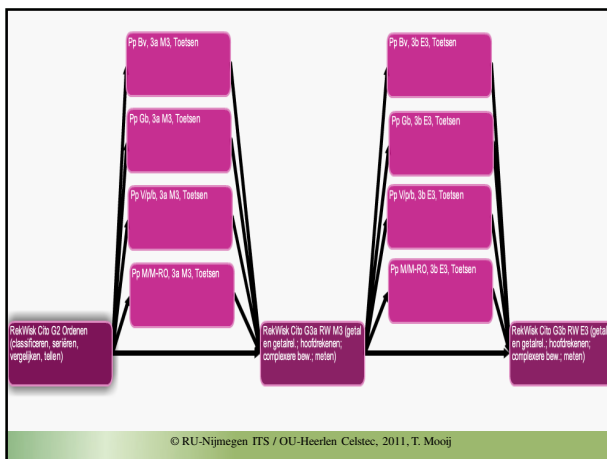 Pp Bv, 3a M3, Toetsen
Pp Gb, 3a M3, Toetsen
Pp V/p/b, 3a M3, Toetsen
Pp M/M-RO, 3a M3, Toetsen
Pp Bv, 3b E3, Toetsen
Pp Gb, 3b E3, Toetsen
Pp V/p/b, 3b E3, Toetsen
Pp M/M-RO, 3b E3, Toetsen
RekWisk Cito G2 Ordenen
(classificeren, seriëren,
vergelijken, tellen)
RekWisk Cito G3a RW M3 (getal
en getalrel.; hoofdrekenen;
complexere bew.; meten)
RekWisk Cito G3b RW E3 (getal
en getalrel.; hoofdrekenen;
complexere bew.; meten)
© RU-Nijmegen ITS / OU-Heerlen Celstec, 2011, T. Mooij